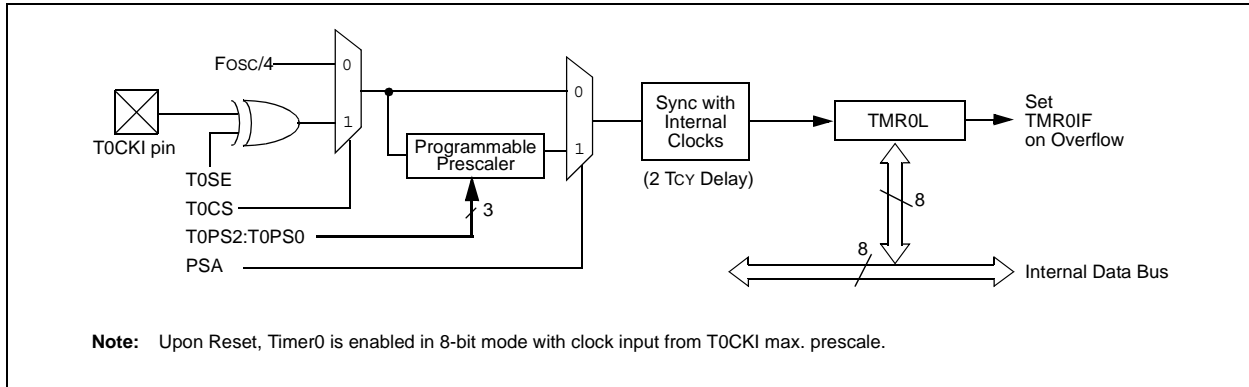 FOSC/4
0
1
T0CKI pin
T0SE
T0CS
T0PS2:T0PS0
PSA
Programmable
Prescaler
3
0
1
Sync with
Internal
Clocks
(2 TCY Delay)
TMR0L
Set
TMR0IF
on Overflow
8
8
Internal Data Bus
Note: Upon Reset, Timer0 is enabled in 8-bit mode with clock input from T0CKI max. prescale.